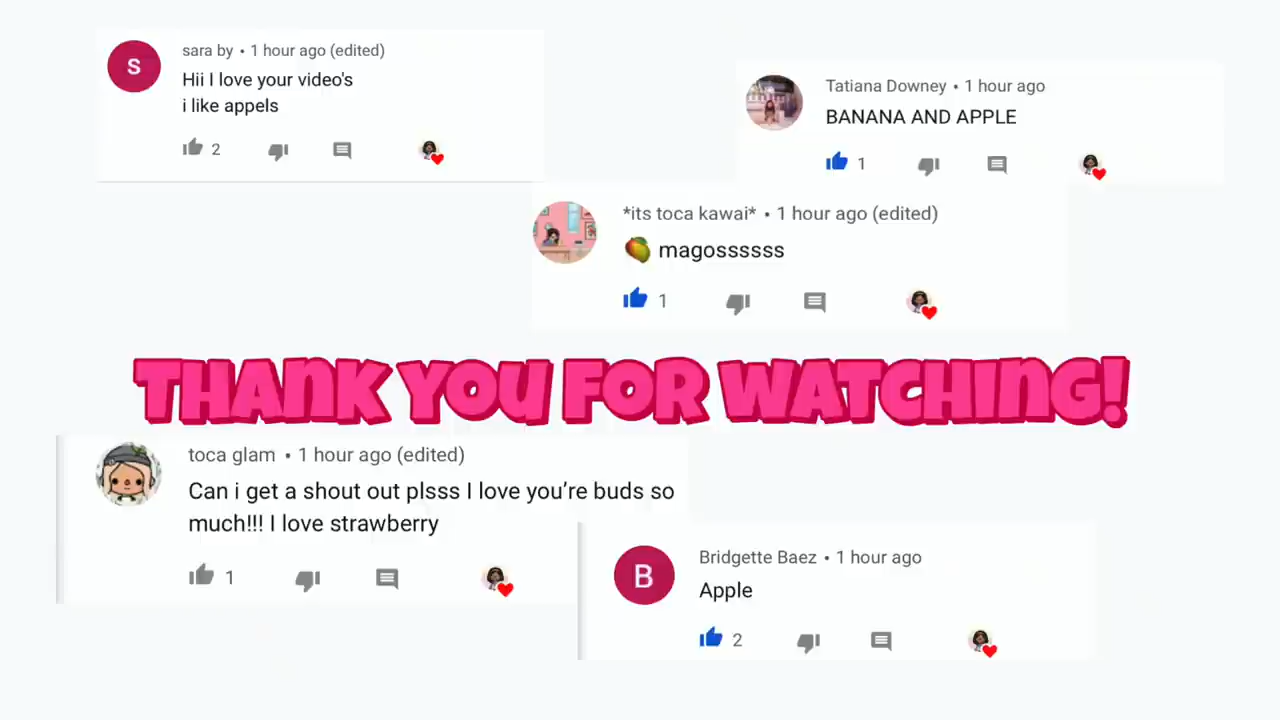 S
sara by • 1 hour ago (edited)
Hii I love your video's
i like appels
2
Tatiana Downey • 1 hour ago
BANANA AND APPLE
1
*its toca kawai* • 1 hour ago (edited)
🥭 magossssss
1
THANK YOU FOR WATCHING!
toca glam • 1 hour ago (edited)
Can i get a shout out plsss I love you’re buds so
much!!! I love strawberry
1
B
Bridgette Baez • 1 hour ago
Apple
2